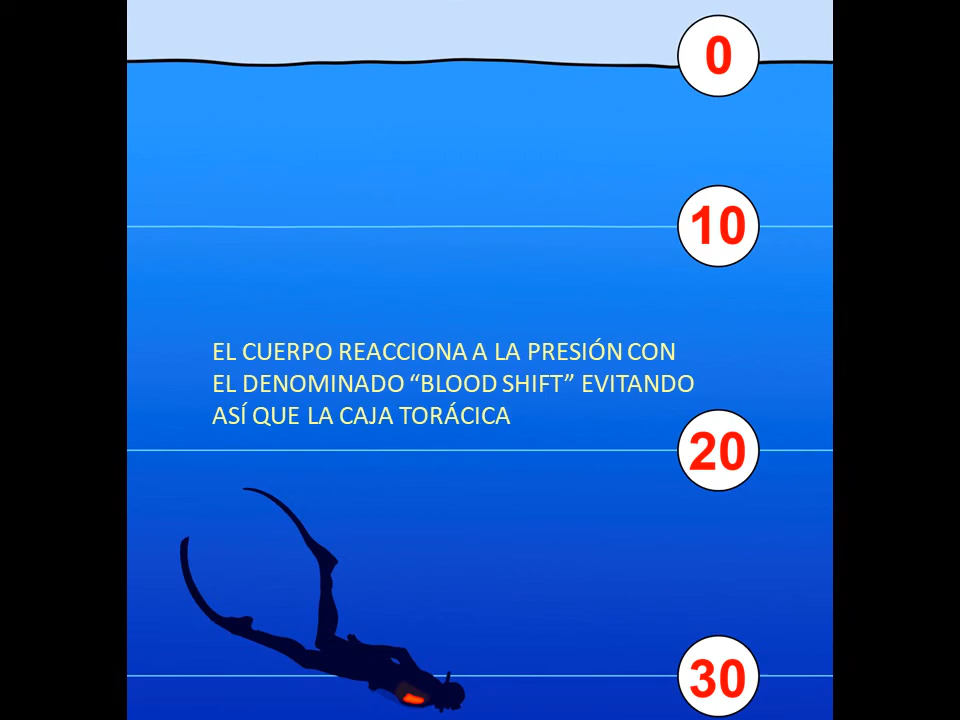 0
10
EL CUERPO REACCIONA A LA PRESIÓN CON
EL DENOMINADO “BLOOD SHIFT” EVITANDO
ASÍ QUE LA CAJA TORÁCICA
20
30